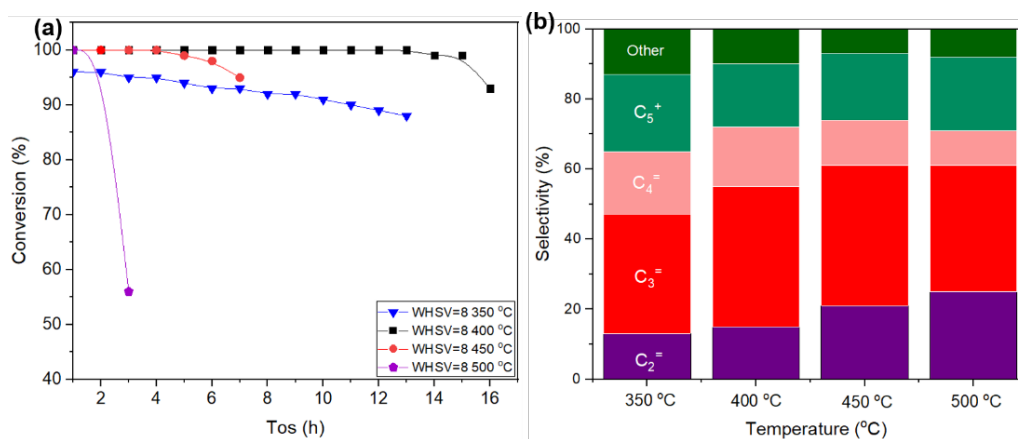 (a)
Conversion (%)
100
90
80
70
60
50
40
2 4 6 8 10 12 14 16
Tos (h)
WHSV=8 350 °C
WHSV=8 400 °C
WHSV=8 450 °C
WHSV=8 500 °C
(b)
Selectivity (%)
100
80
60
40
20
0
Other
C₅⁺
C₄⁼
C₃⁼
C₂⁼
350 °C 400 °C 450 °C 500 °C
Temperature (°C)